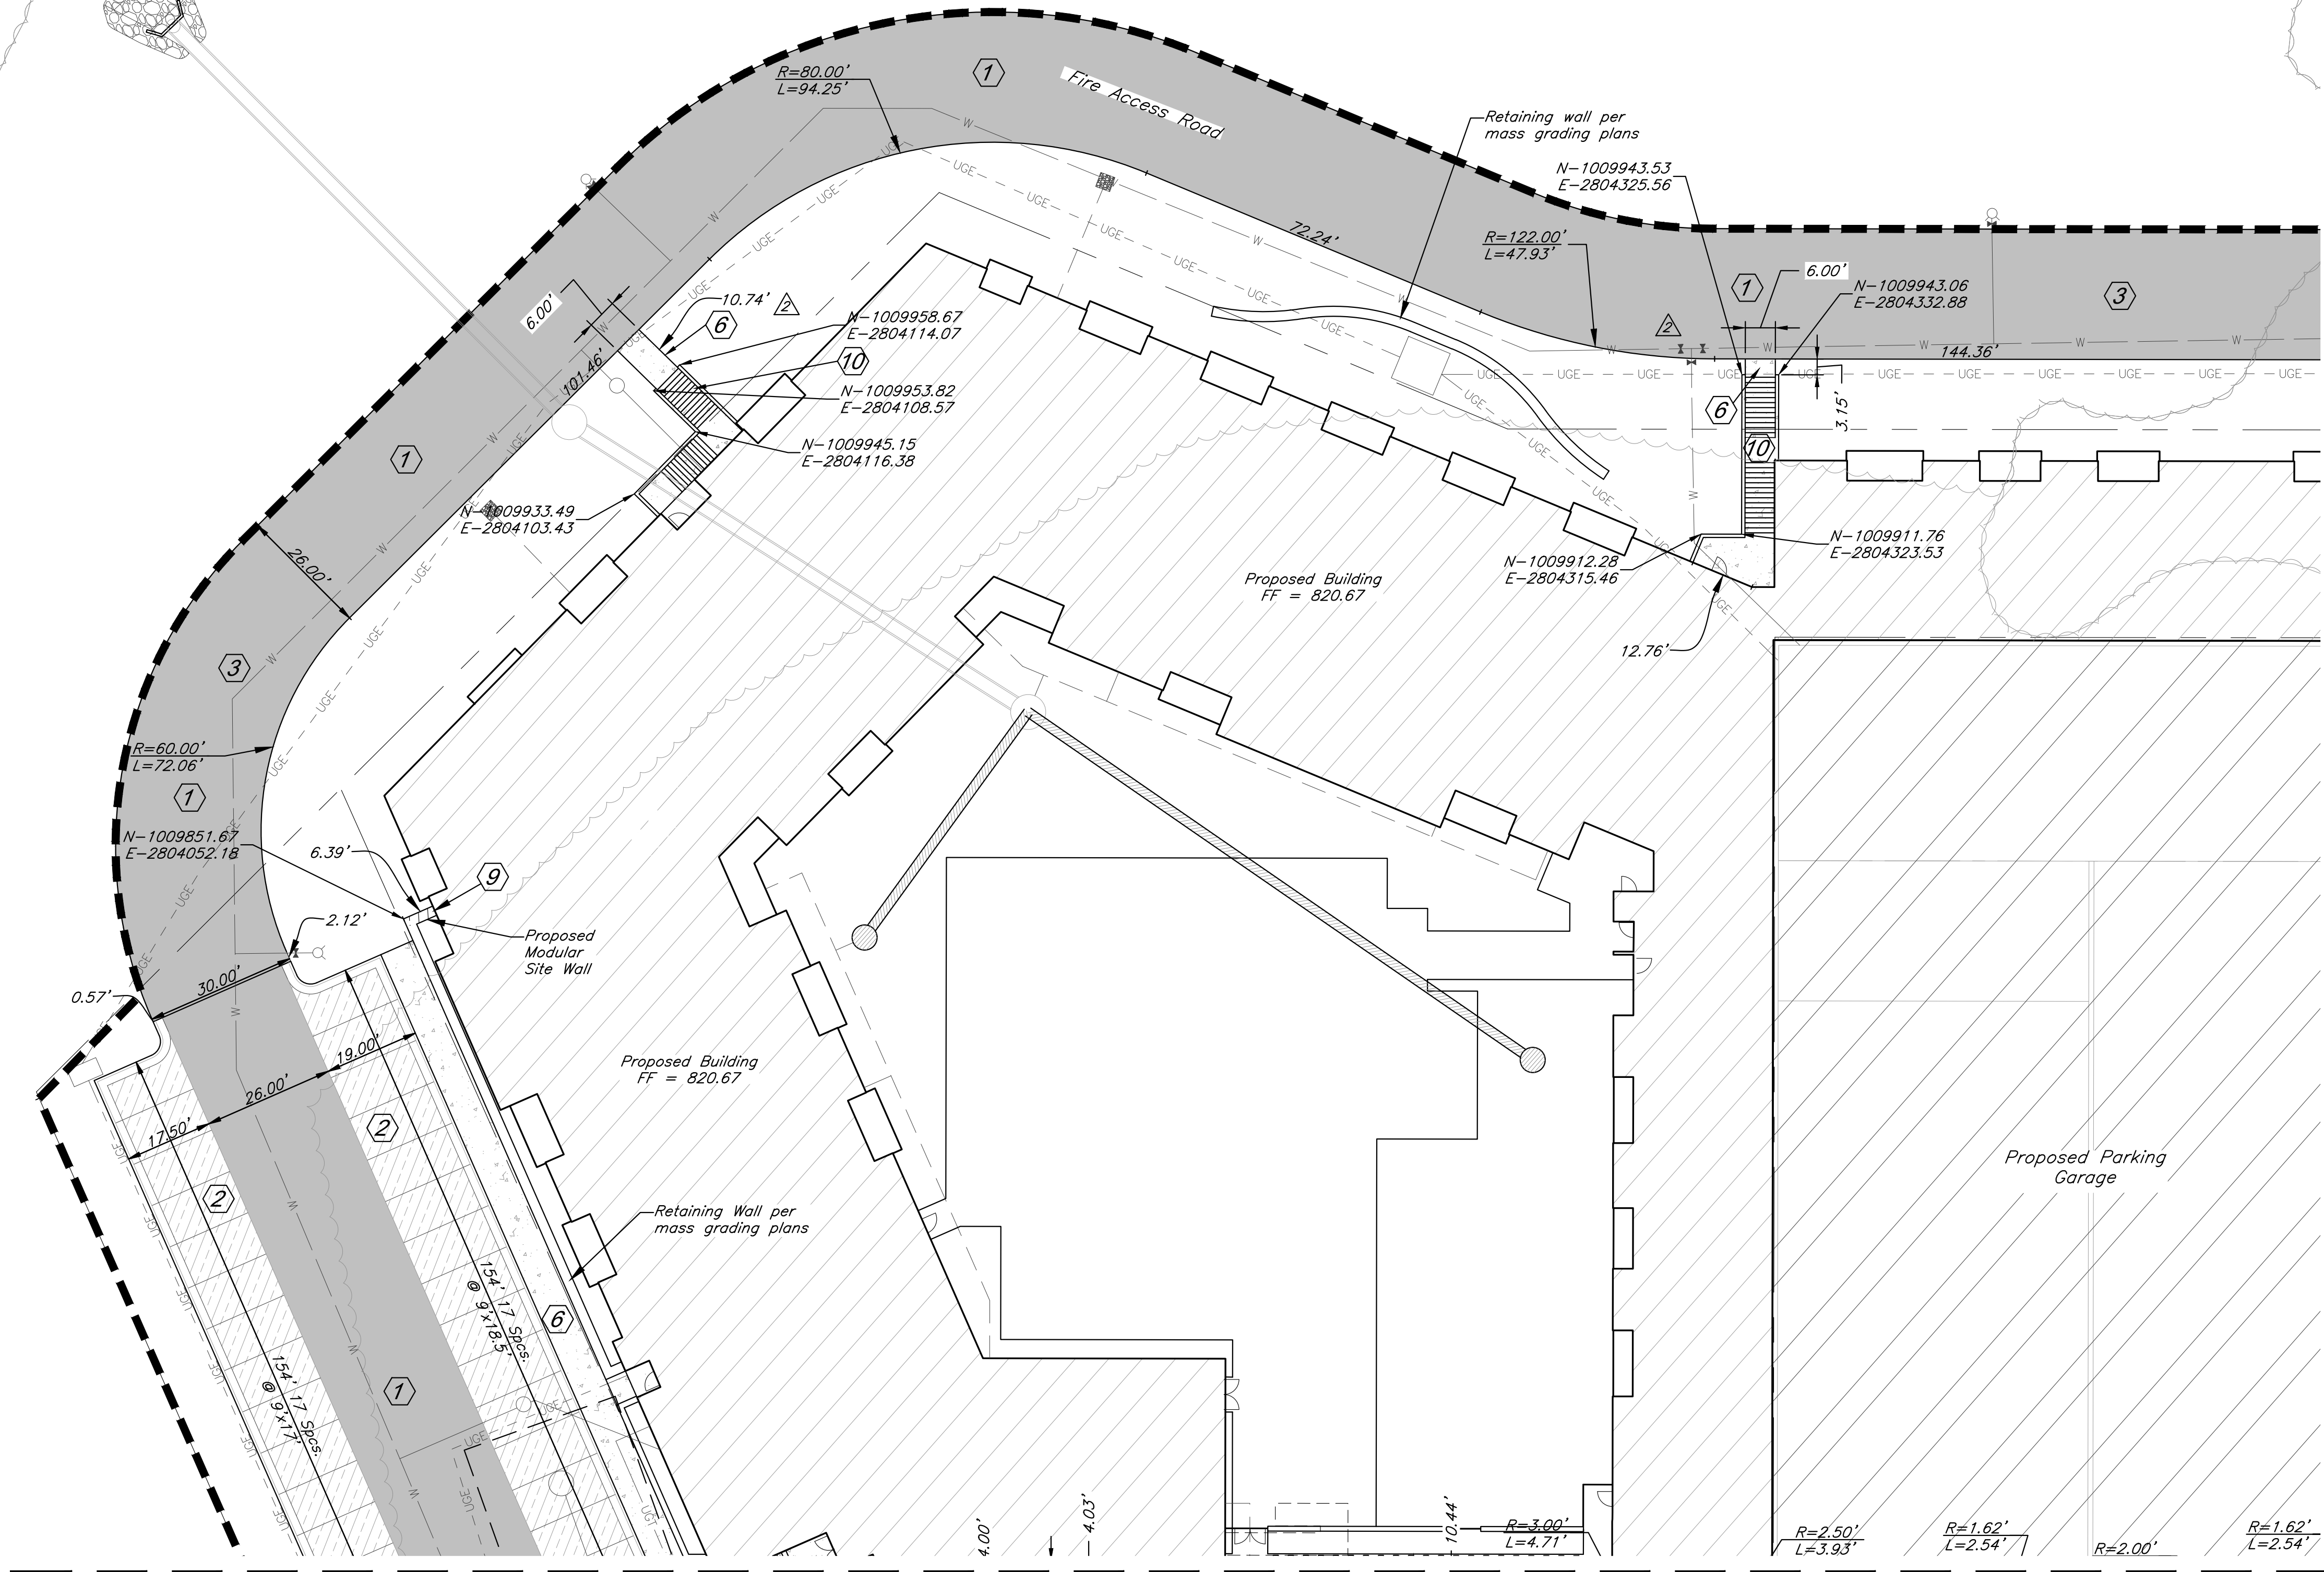 R=80.00'
L=94.25'
1
Fire Access Road
Retaining wall per
mass grading plans
N-1009943.53
E-2804325.56
72.24'
R=122.00'
L=47.93'
1
6.00'
N-1009943.06
E-2804332.88
3
2
144.36'
6.00'
10.74'
2
6
N-1009958.67
E-2804114.07
10
N-1009953.82
E-2804108.57
101.46'
N-1009945.15
E-2804116.38
6
3.15'
10
1
N-1009933.49
E-2804103.43
26.00'
N-1009911.76
E-2804323.53
N-1009912.28
E-2804315.46
Proposed Building
FF = 820.67
12.76'
3
R=60.00'
L=72.06'
1
N-1009851.67
E-2804052.18
6.39'
9
2.12'
Proposed
Modular
Site Wall
30.00'
0.57'
19.00'
26.00'
17.50'
2
2
Proposed Building
FF = 820.67
Proposed Parking
Garage
Retaining Wall per
mass grading plans
154' 17 Spcs.
@ 9'x18.5'
6
154' 17 Spcs.
@ 9'x17'
1
4.00'
4.03'
10.44'
R=3.00'
L=4.71'
R=2.50'
L=3.93'
R=1.62'
L=2.54'
R=2.00'
R=1.62'
L=2.54'
UGE
W